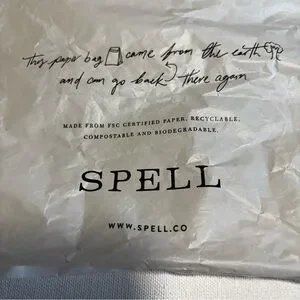 This paper bag came from the earth
and can go back there again
MADE FROM FSC CERTIFIED PAPER, RECYCLABLE,
COMPOSTABLE AND BIODEGRADABLE.
SPELL
WWW.SPELL.CO